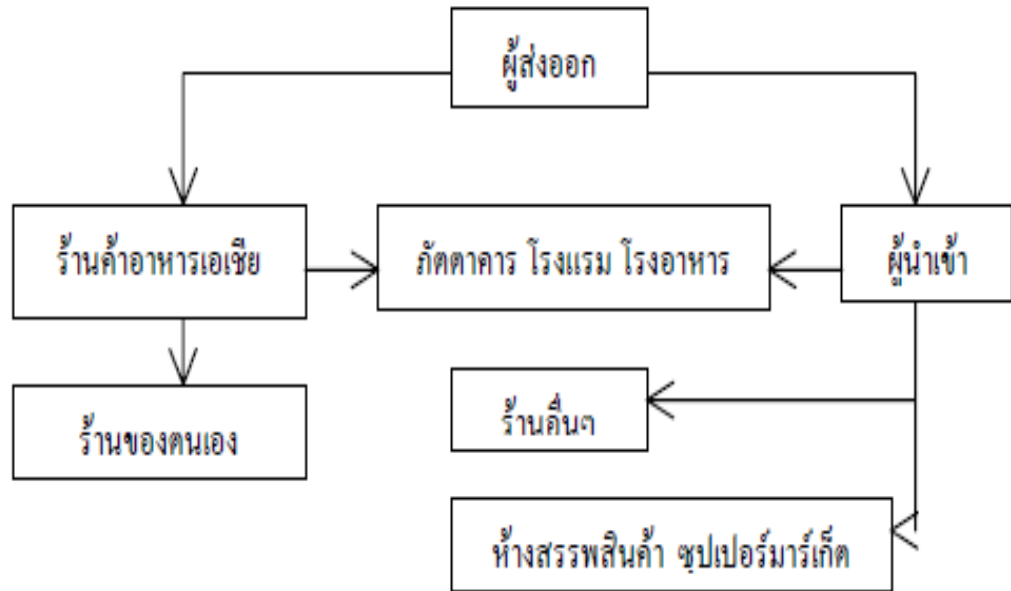 ผู้ส่งออก
ร้านค้าอาหารเอเชีย
ภัตตาคาร โรงแรม โรงอาหาร
ผู้นำเข้า
ร้านของตนเอง
ร้านอื่นๆ
ห้างสรรพสินค้า ซุปเปอร์มาร์เก็ต